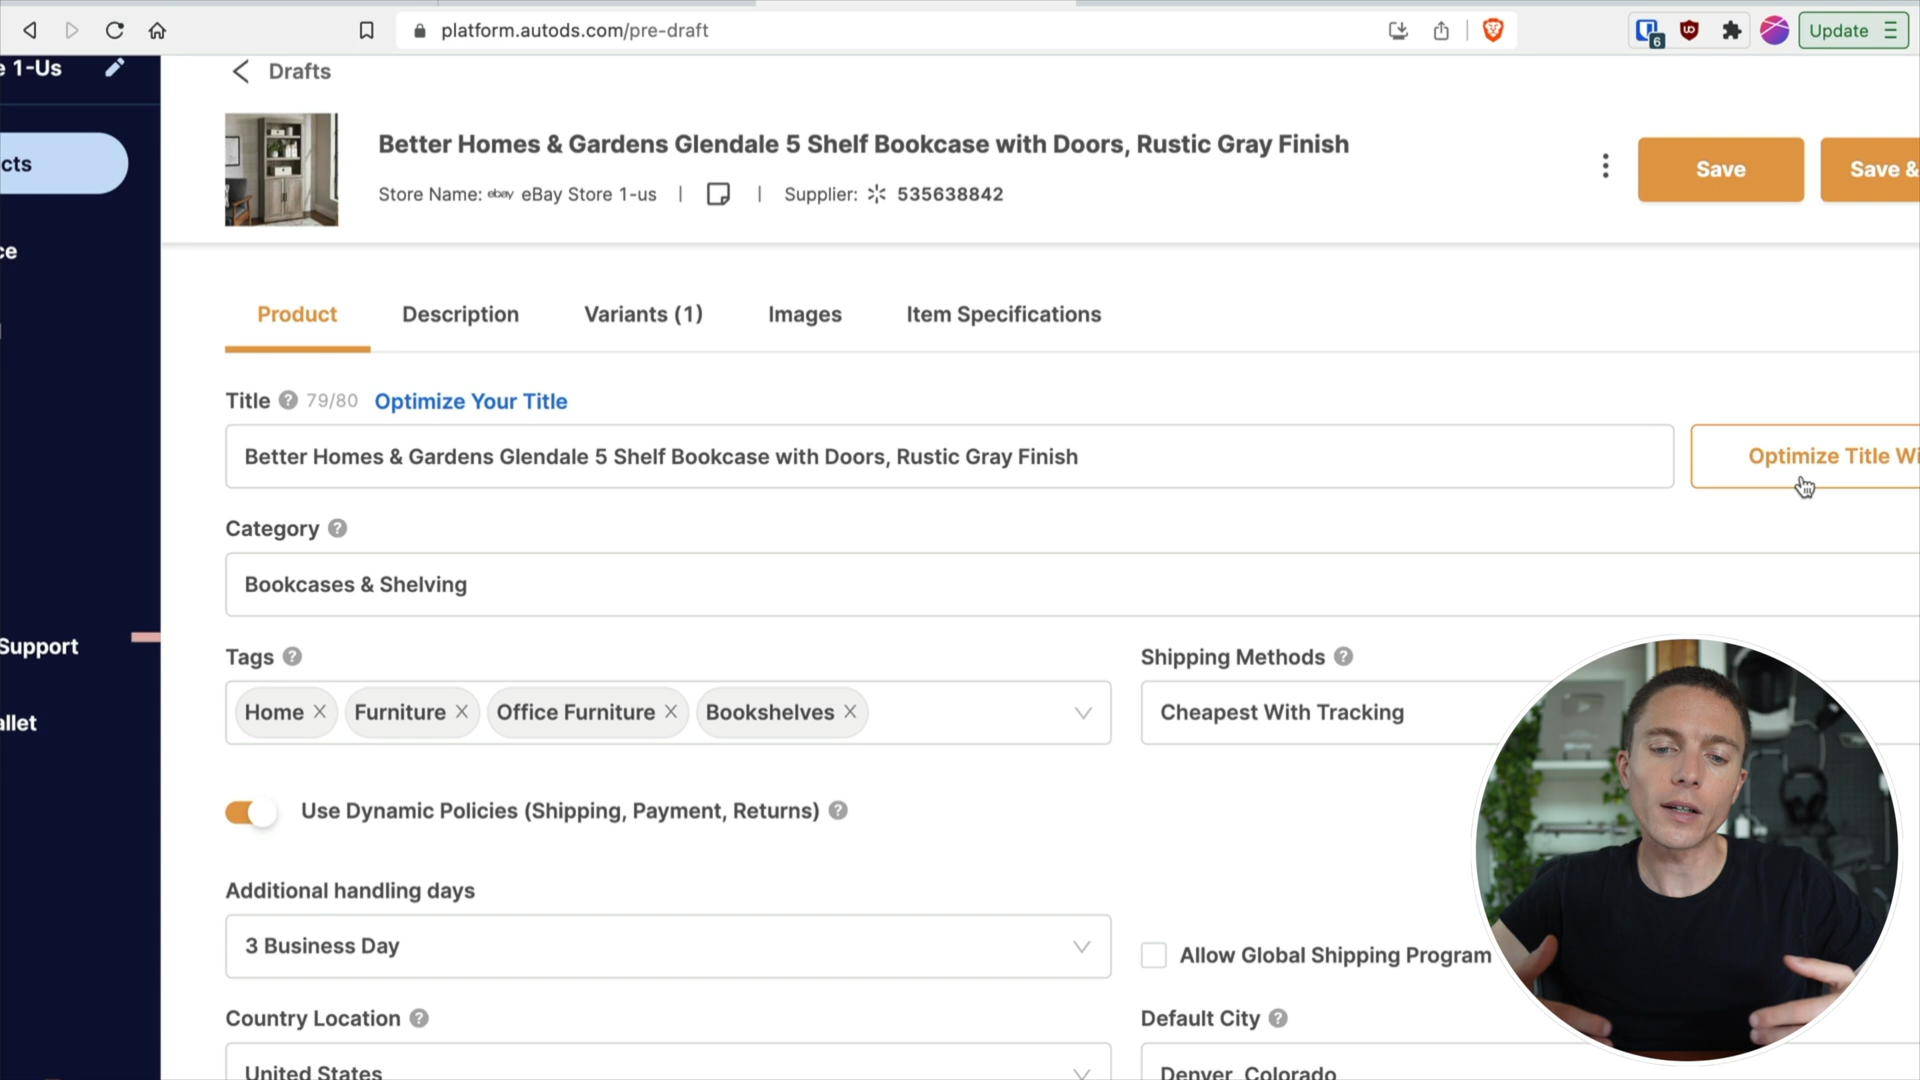 platform.autods.com/pre-draft
6
Update
e 1-Us
Drafts
Better Homes & Gardens Glendale 5 Shelf Bookcase with Doors, Rustic Gray Finish
Store Name: ebay eBay Store 1-us | | Supplier: 535638842
Save
Save &
cts
ce
Support
allet
Product
Description
Variants (1)
Images
Item Specifications
Title ? 79/80 Optimize Your Title
Better Homes & Gardens Glendale 5 Shelf Bookcase with Doors, Rustic Gray Finish
Optimize Title Wi
Category ?
Bookcases & Shelving
Tags ?
Home × Furniture × Office Furniture × Bookshelves ×
Shipping Methods ?
Cheapest With Tracking
Use Dynamic Policies (Shipping, Payment, Returns) ?
Additional handling days
3 Business Day
Allow Global Shipping Program
Country Location ?
United States
Default City ?
Denver, Colorado